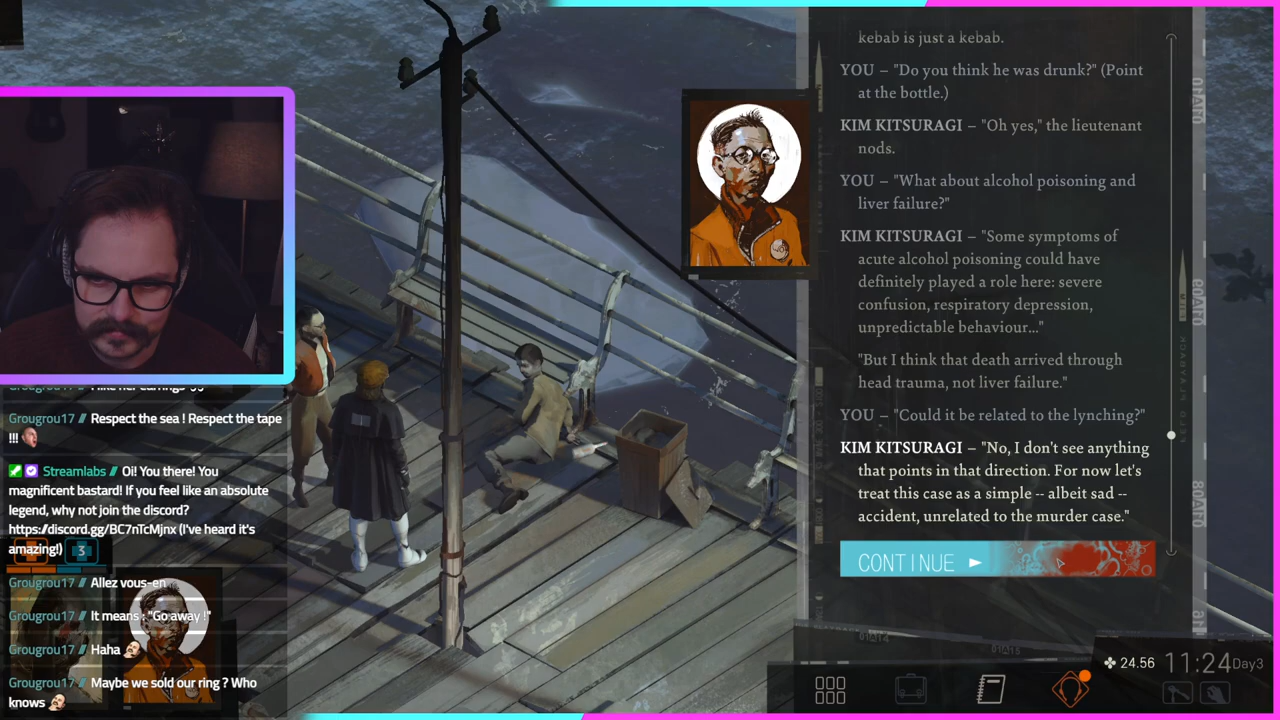 kebab is just a kebab.
YOU – "Do you think he was drunk?" (Point
at the bottle.)
KIM KITSURAGI – "Oh yes," the lieutenant
nods.
YOU – "What about alcohol poisoning and
liver failure?"
KIM KITSURAGI – "Some symptoms of
acute alcohol poisoning could have
definitely played a role here: severe
confusion, respiratory depression,
unpredictable behaviour..."
"But I think that death arrived through
head trauma, not liver failure."
YOU – "Could it be related to the lynching?"
KIM KITSURAGI – "No, I don't see anything
that points in that direction. For now let's
treat this case as a simple -- albeit sad --
accident, unrelated to the murder case."
CONTINUE
24.56
11:24 Day3
Grougrou17 // Respect the sea ! Respect the tape
!!!
Streamlabs // Oi! You there! You
magnificent bastard! If you feel like an absolute
legend, why not join the discord?
https://discord.gg/BC7nTcMjnx (I've heard it's
amazing!)
3
Grougrou17 // Allez vous-en
Grougrou17 // It means : "Go away !"
Grougrou17 // Haha
Grougrou17 // Maybe we sold our ring ? Who
knows